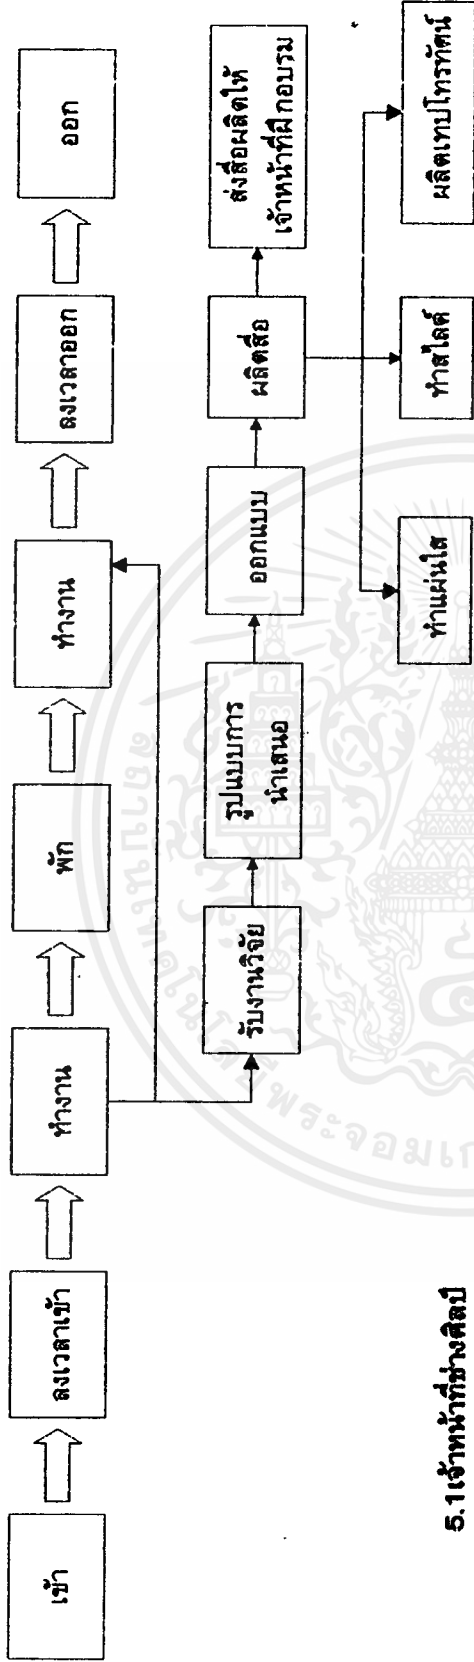 เข้า
ลงเวลาเข้า
ทำงาน
พัก
ทำงาน
ลงเวลาออก
ออก
รับงานวิจัย
รูปแบบการ
นำเสนอ
ออกแบบ
ผลิตสื่อ
ส่งสื่อผลิตให้
เจ้าหน้าที่ฝึกอบรม
ทำแผ่นใส
ทำสไลด์
ผลิตเทปโทรทัศน์
5.1เจ้าหน้าที่ช่างศิลป์